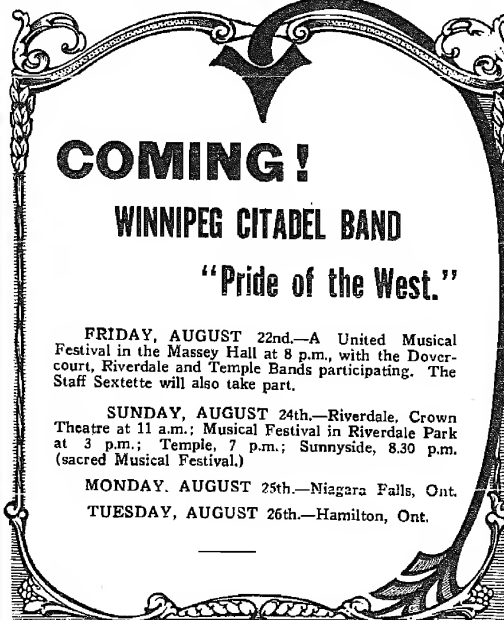 COMING!
WINNIPEG CITADEL BAND
"Pride of the West."
FRIDAY, AUGUST 22nd.—A United Musical
Festival in the Massey Hall at 8 p.m., with the Dover-
court, Riverdale and Temple Bands participating. The
Staff Sextette will also take part.
SUNDAY, AUGUST 24th.—Riverdale, Crown
Theatre at 11 a.m.; Musical Festival in Riverdale Park
at 3 p.m.; Temple, 7 p.m.; Sunnyside, 8.30 p.m.
(sacred Musical Festival.)
MONDAY. AUGUST 25th.—Niagara Falls, Ont.
TUESDAY, AUGUST 26th.—Hamilton, Ont.